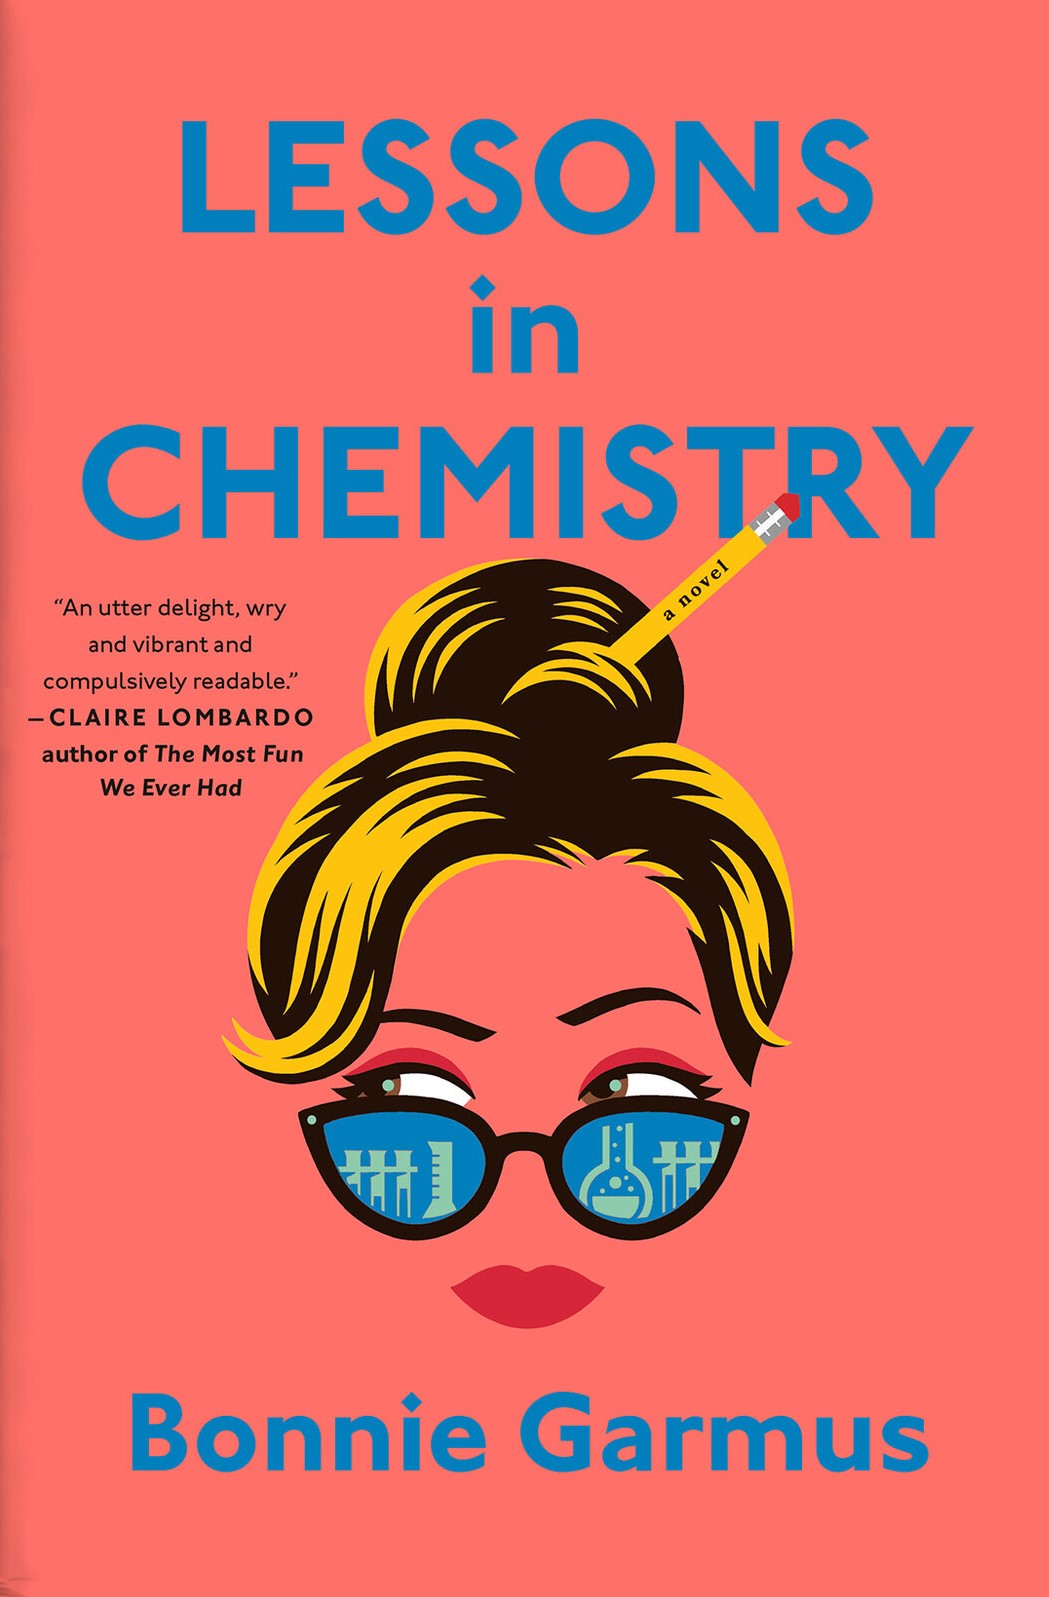 LESSONS
in
CHEMISTRY
a novel
“An utter delight, wry
and vibrant and
compulsively readable.”
—CLAIRE LOMBARDO
author of The Most Fun
We Ever Had
Bonnie Garmus